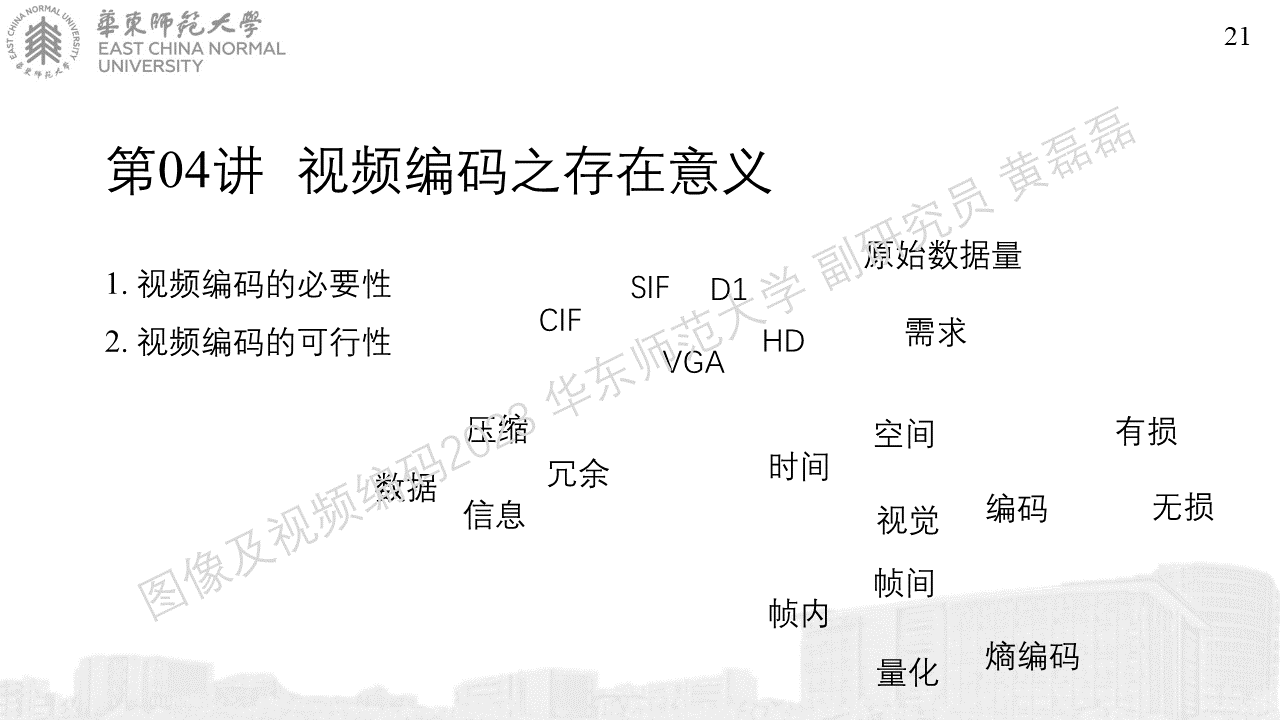 華東師範大學
EAST CHINA NORMAL
UNIVERSITY
EAST CHINA NORMAL UNIVERSITY
華東师范大學
21
第04讲 视频编码之存在意义
1. 视频编码的必要性
2. 视频编码的可行性
原始数据量
SIF
D1
CIF
需求
HD
VGA
压缩
空间
有损
时间
冗余
数据
无损
编码
信息
视觉
帧间
帧内
熵编码
量化
图像及视频编码2023 华东师范大学 副研究员 黄磊磊